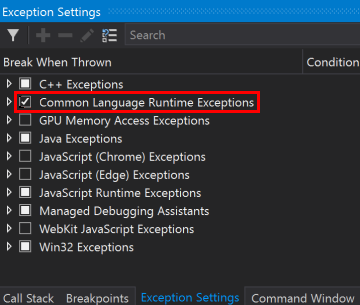 Exception Settings
Search
Break When Thrown Condition
C++ Exceptions
Common Language Runtime Exceptions
GPU Memory Access Exceptions
Java Exceptions
JavaScript (Chrome) Exceptions
JavaScript (Edge) Exceptions
JavaScript Runtime Exceptions
Managed Debugging Assistants
WebKit JavaScript Exceptions
Win32 Exceptions
Call Stack Breakpoints Exception Settings Command Window